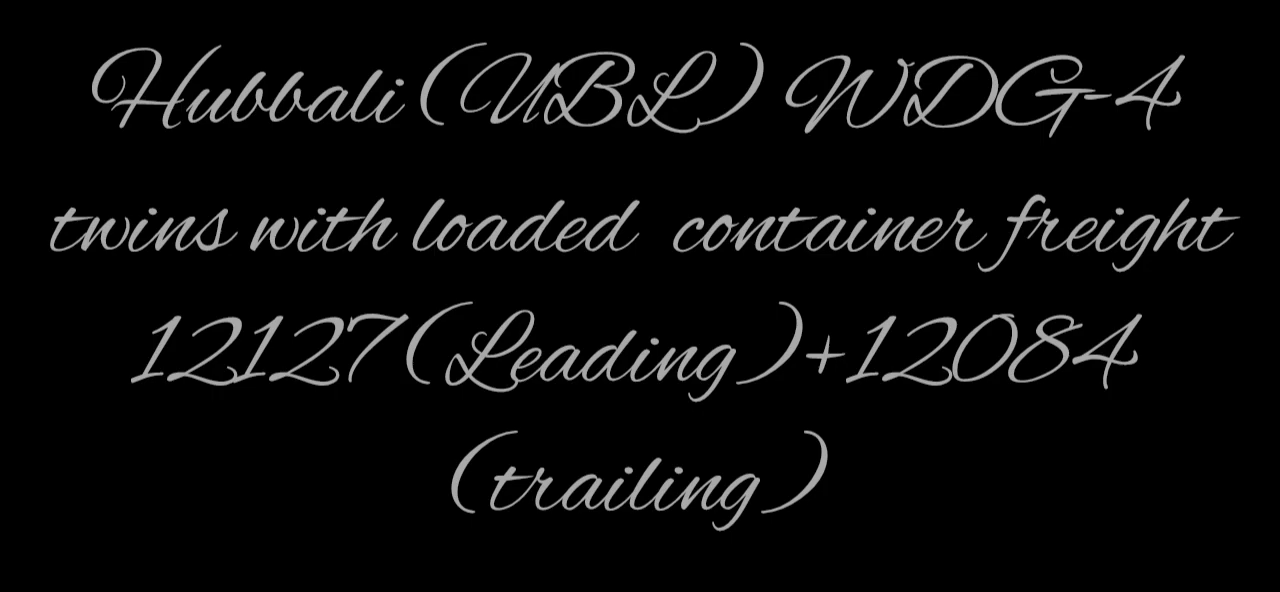 Hubbali (UBL) WDG-4
twins with loaded  container freight
12127(Leading)+12084
(trailing)